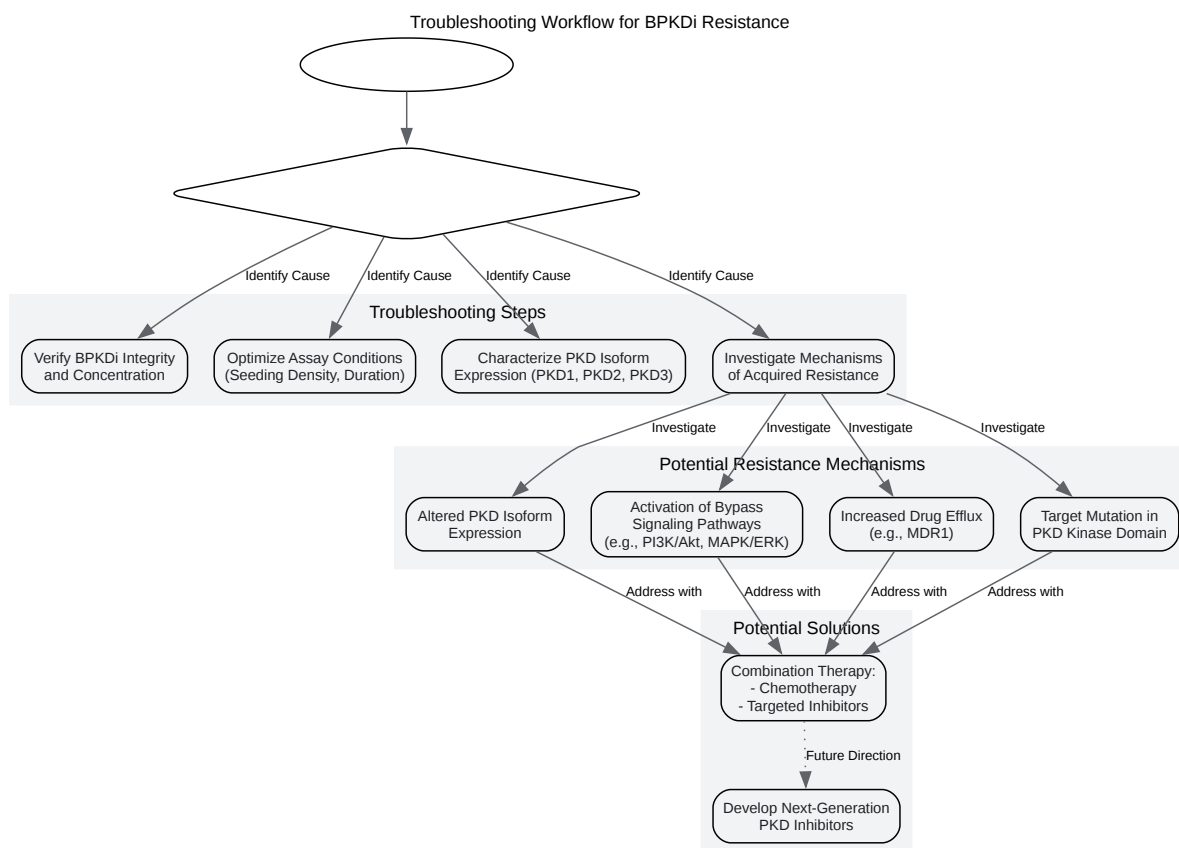 Troubleshooting Workflow for BPKDi Resistance
Identify Cause
Identify Cause
Identify Cause
Identify Cause
Troubleshooting Steps
Verify BPKDi Integrity
and Concentration
Optimize Assay Conditions
(Seeding Density, Duration)
Characterize PKD Isoform
Expression (PKD1, PKD2, PKD3)
Investigate Mechanisms
of Acquired Resistance
Investigate
Investigate
Investigate
Investigate
Potential Resistance Mechanisms
Altered PKD Isoform
Expression
Activation of Bypass
Signaling Pathways
(e.g., PI3K/Akt, MAPK/ERK)
Increased Drug Efflux
(e.g., MDR1)
Target Mutation in
PKD Kinase Domain
Address with
Address with
Address with
Address with
Potential Solutions
Combination Therapy:
- Chemotherapy
- Targeted Inhibitors
Future Direction
Develop Next-Generation
PKD Inhibitors